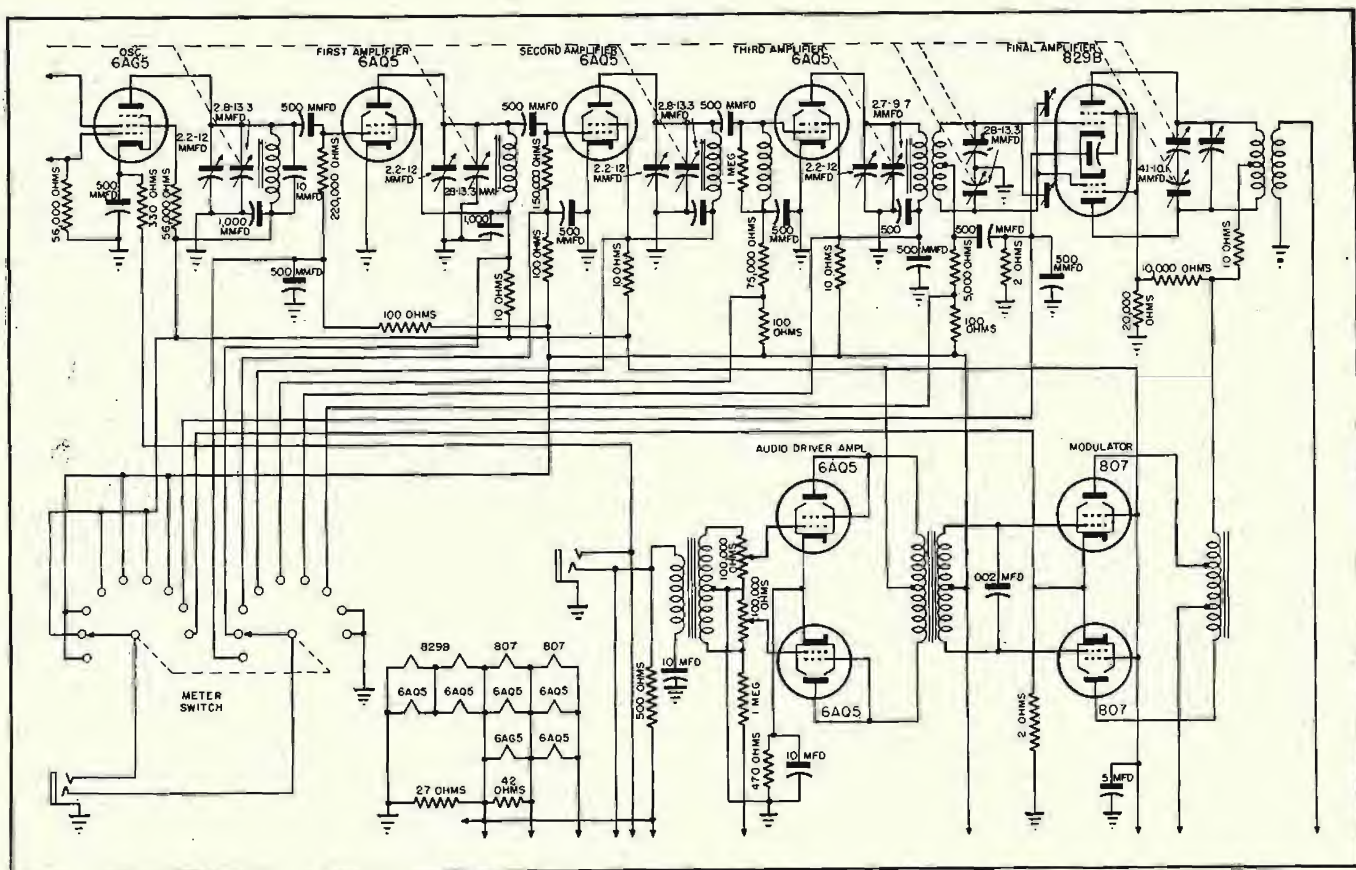 OSC.
6AG5
FIRST AMPLIFIER
6AQ5
SECOND AMPLIFIER
6AQ5
THIRD AMPLIFIER
6AQ5
FINAL AMPLIFIER
829B
2.8-13.3
MMFD
2.2-12
MMFD
500 MMFD
10
MMFD
500
MMFD
56,000 OHMS
330 OHMS
56,000 OHMS
1,000
MMFD
220,000 OHMS
500 MMFD
100 OHMS
500
MMFD
2.2-12
MMFD
28-13.3 MMF
1,000
10 OHMS
150,000 OHMS
100 OHMS
500
MMFD
2.8-13.3
MMFD
500
MMFD
2.2-12
MMFD
10 OHMS
1 MEG
75,000 OHMS
100
OHMS
500
MMFD
2.7-9.7
MMFD
2.2-12
MMFD
10 OHMS
500
500 MMFD
28-13.3
MMFD
500
MMFD
5,000 OHMS
100
OHMS
2 OHMS
500
MMFD
41-10.
MMFD
10,000 OHMS
20,000
OHMS
10 OHMS
METER
SWITCH
829B
807
807
6AQ5
6AQ5
6AQ5
6AQ5
6AG5
6AQ5
27 OHMS
42
OHMS
500 OHMS
10 MFD
AUDIO DRIVER AMPL
6AQ5
100,000
OHMS
100,000
OHMS
1 MEG
470 OHMS
10 MFD
6AQ5
MODULATOR
807
.002 MFD
807
2 OHMS
.5 MFD